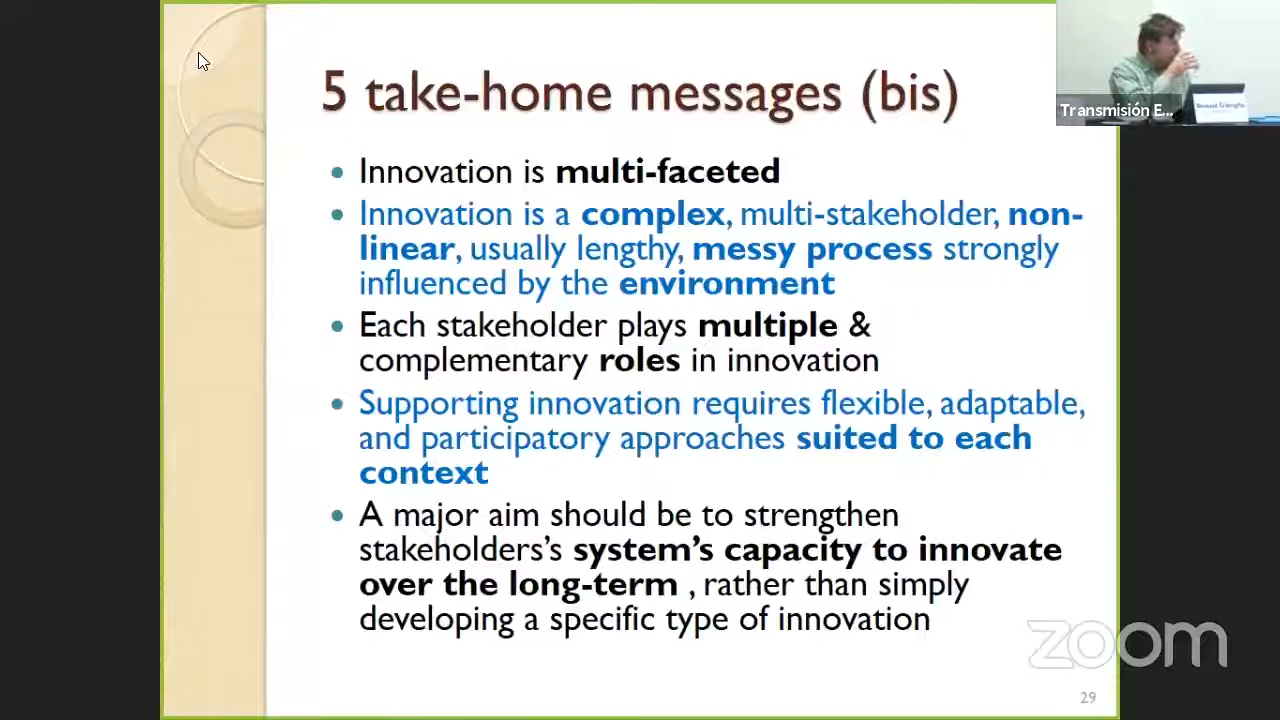 5 take-home messages (bis)
Transmisión E...
• Innovation is multi-faceted
• Innovation is a complex, multi-stakeholder, non-
linear, usually lengthy, messy process strongly
influenced by the environment
• Each stakeholder plays multiple &
complementary roles in innovation
• Supporting innovation requires flexible, adaptable,
and participatory approaches suited to each
context
• A major aim should be to strengthen
stakeholders's system's capacity to innovate
over the long-term , rather than simply
developing a specific type of innovation
zoom
29